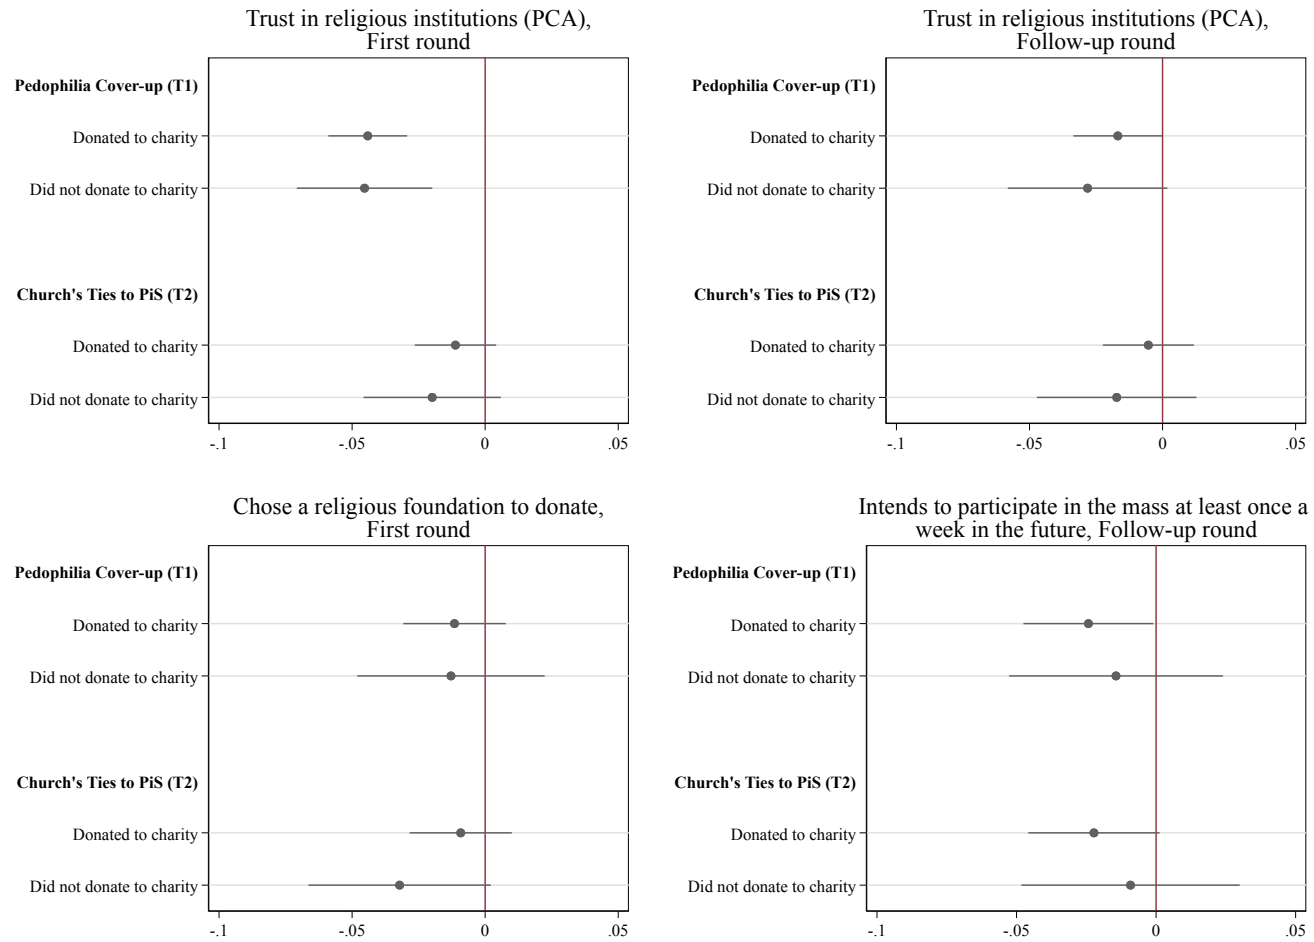 Trust in religious institutions (PCA),
First round
Pedophilia Cover-up (T1)
Donated to charity
Did not donate to charity
Church's Ties to PiS (T2)
Donated to charity
Did not donate to charity
-.1 -.05 0 .05
Trust in religious institutions (PCA),
Follow-up round
Pedophilia Cover-up (T1)
Donated to charity
Did not donate to charity
Church's Ties to PiS (T2)
Donated to charity
Did not donate to charity
-.1 -.05 0 .05
Chose a religious foundation to donate,
First round
Pedophilia Cover-up (T1)
Donated to charity
Did not donate to charity
Church's Ties to PiS (T2)
Donated to charity
Did not donate to charity
-.1 -.05 0 .05
Intends to participate in the mass at least once a
week in the future, Follow-up round
Pedophilia Cover-up (T1)
Donated to charity
Did not donate to charity
Church's Ties to PiS (T2)
Donated to charity
Did not donate to charity
-.1 -.05 0 .05